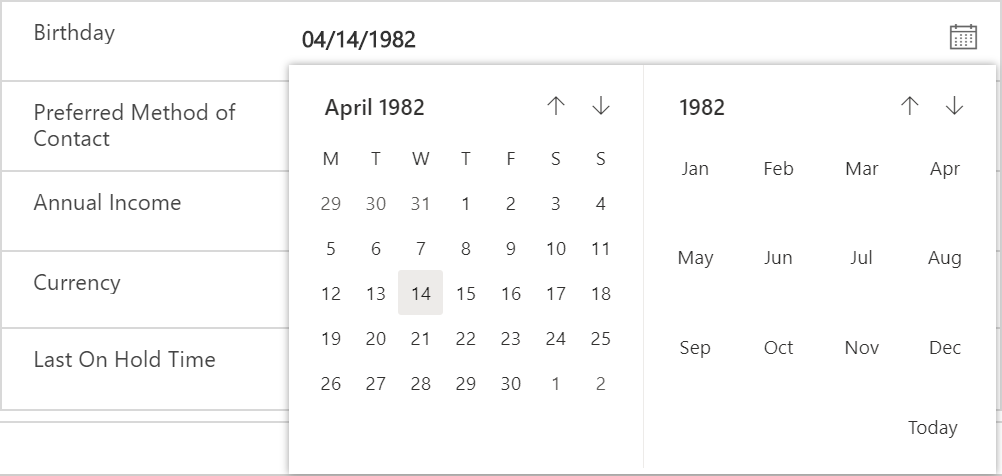 Birthday
04/14/1982
Preferred Method of
Contact
Annual Income
Currency
Last On Hold Time
April 1982
M T W T F S S
29 30 31 1 2 3 4
5 6 7 8 9 10 11
12 13 14 15 16 17 18
19 20 21 22 23 24 25
26 27 28 29 30 1 2
1982
Jan Feb Mar Apr
May Jun Jul Aug
Sep Oct Nov Dec
Today